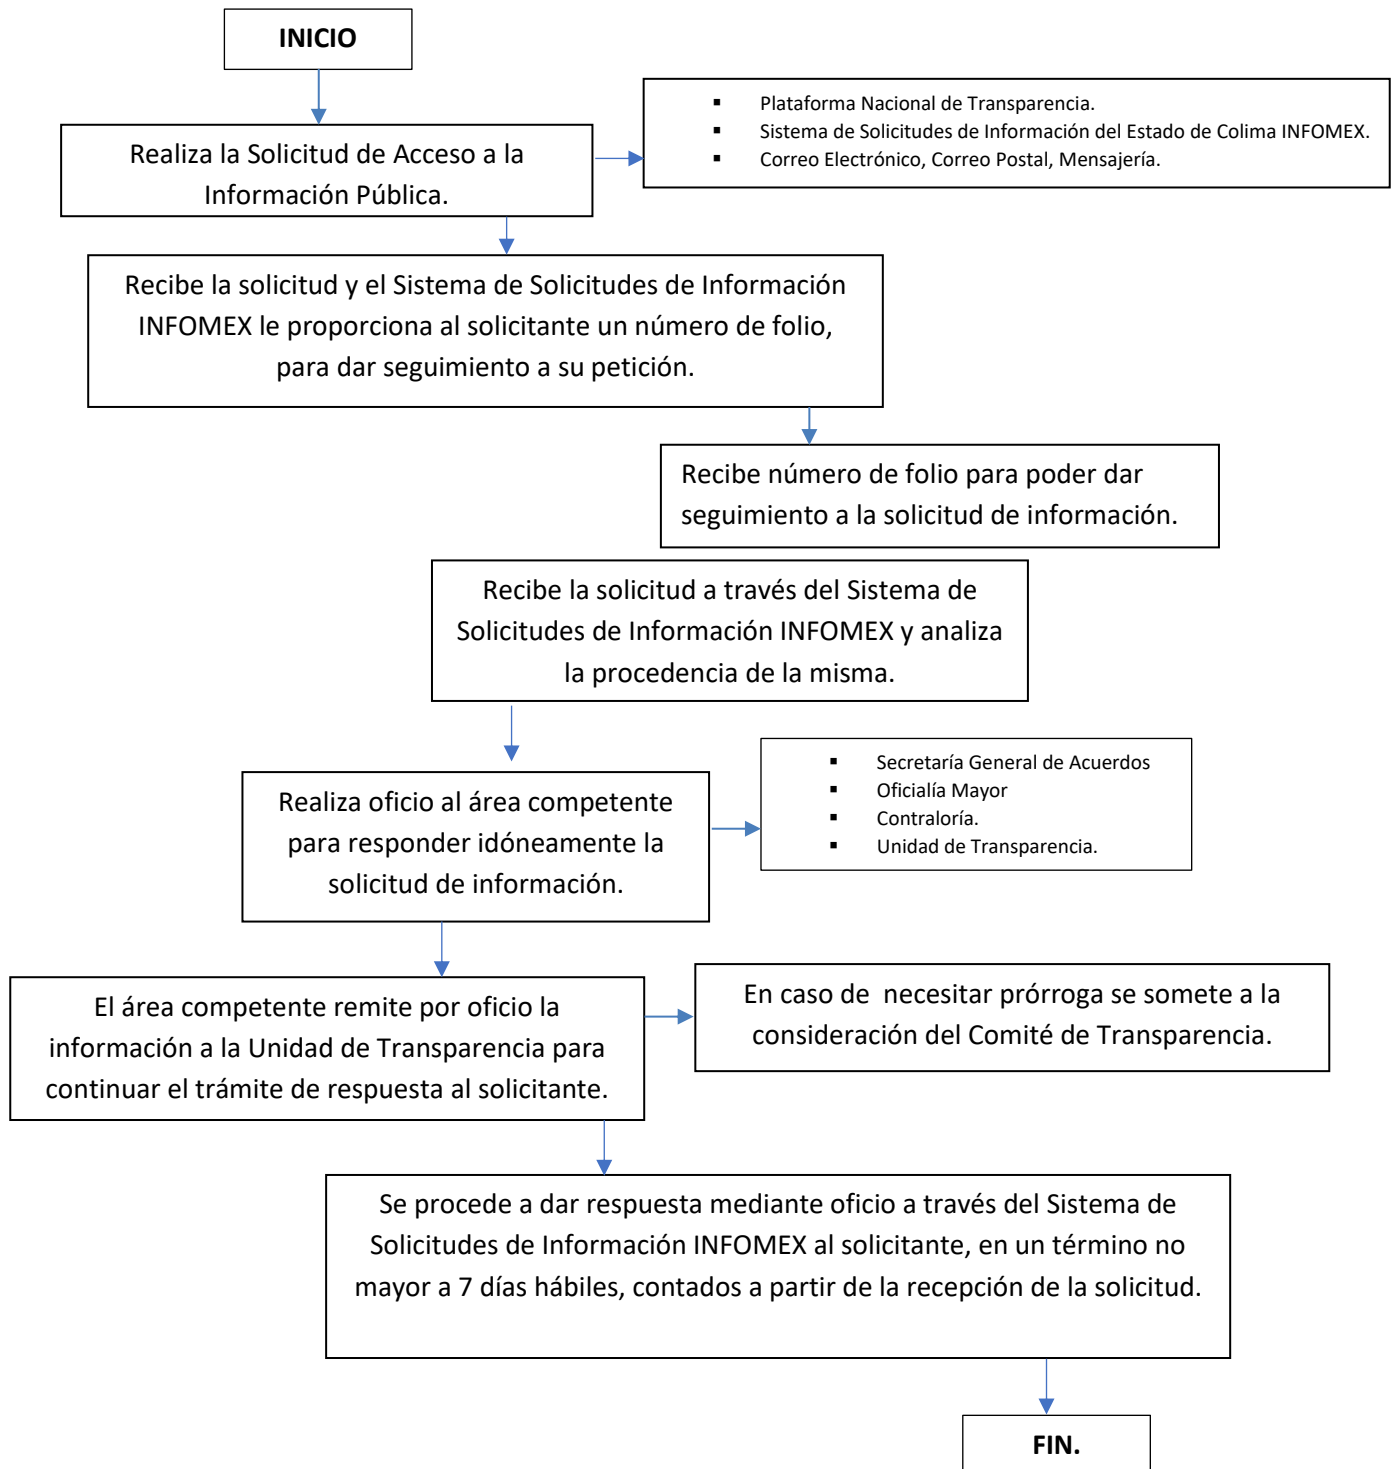 INICIO
▪ Plataforma Nacional de Transparencia.
▪ Sistema de Solicitudes de Información del Estado de Colima INFOMEX.
▪ Correo Electrónico, Correo Postal, Mensajería.
Realiza la Solicitud de Acceso a la
Información Pública.
Recibe la solicitud y el Sistema de Solicitudes de Información
INFOMEX le proporciona al solicitante un número de folio,
para dar seguimiento a su petición.
Recibe número de folio para poder dar
seguimiento a la solicitud de información.
Recibe la solicitud a través del Sistema de
Solicitudes de Información INFOMEX y analiza
la procedencia de la misma.
▪ Secretaría General de Acuerdos
▪ Oficialía Mayor
▪ Contraloría.
▪ Unidad de Transparencia.
Realiza oficio al área competente
para responder idóneamente la
solicitud de información.
El área competente remite por oficio la
información a la Unidad de Transparencia para
continuar el trámite de respuesta al solicitante.
En caso de  necesitar prórroga se somete a la
consideración del Comité de Transparencia.
Se procede a dar respuesta mediante oficio a través del Sistema de
Solicitudes de Información INFOMEX al solicitante, en un término no
mayor a 7 días hábiles, contados a partir de la recepción de la solicitud.
FIN.